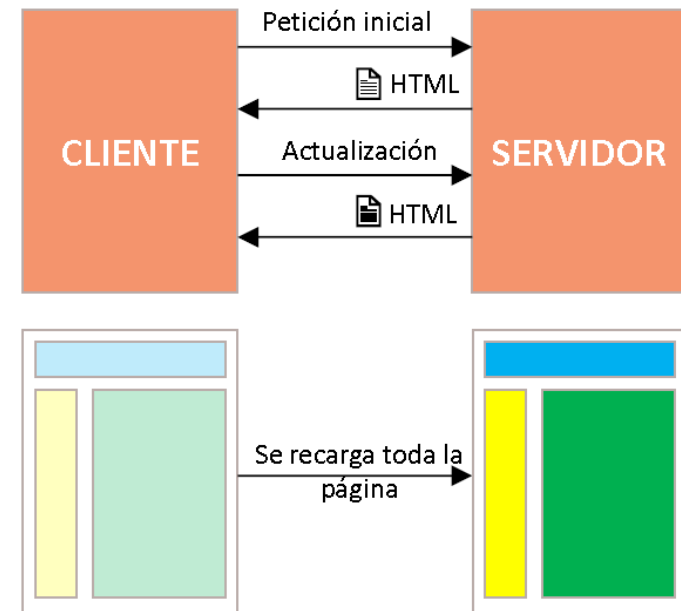 Petición inicial
HTML
CLIENTE
Actualización
SERVIDOR
HTML
Se recarga toda la
página